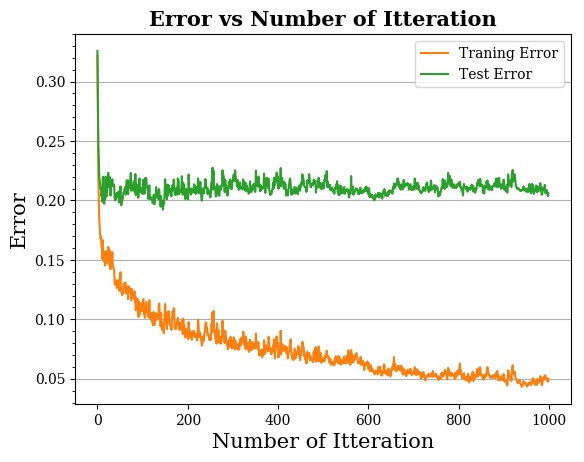 Error vs Number of Itteration
Traning Error
Test Error
0.30
0.25
0.20
0.15
0.10
0.05
Error
0
200
400
600
800
1000
Number of Itteration